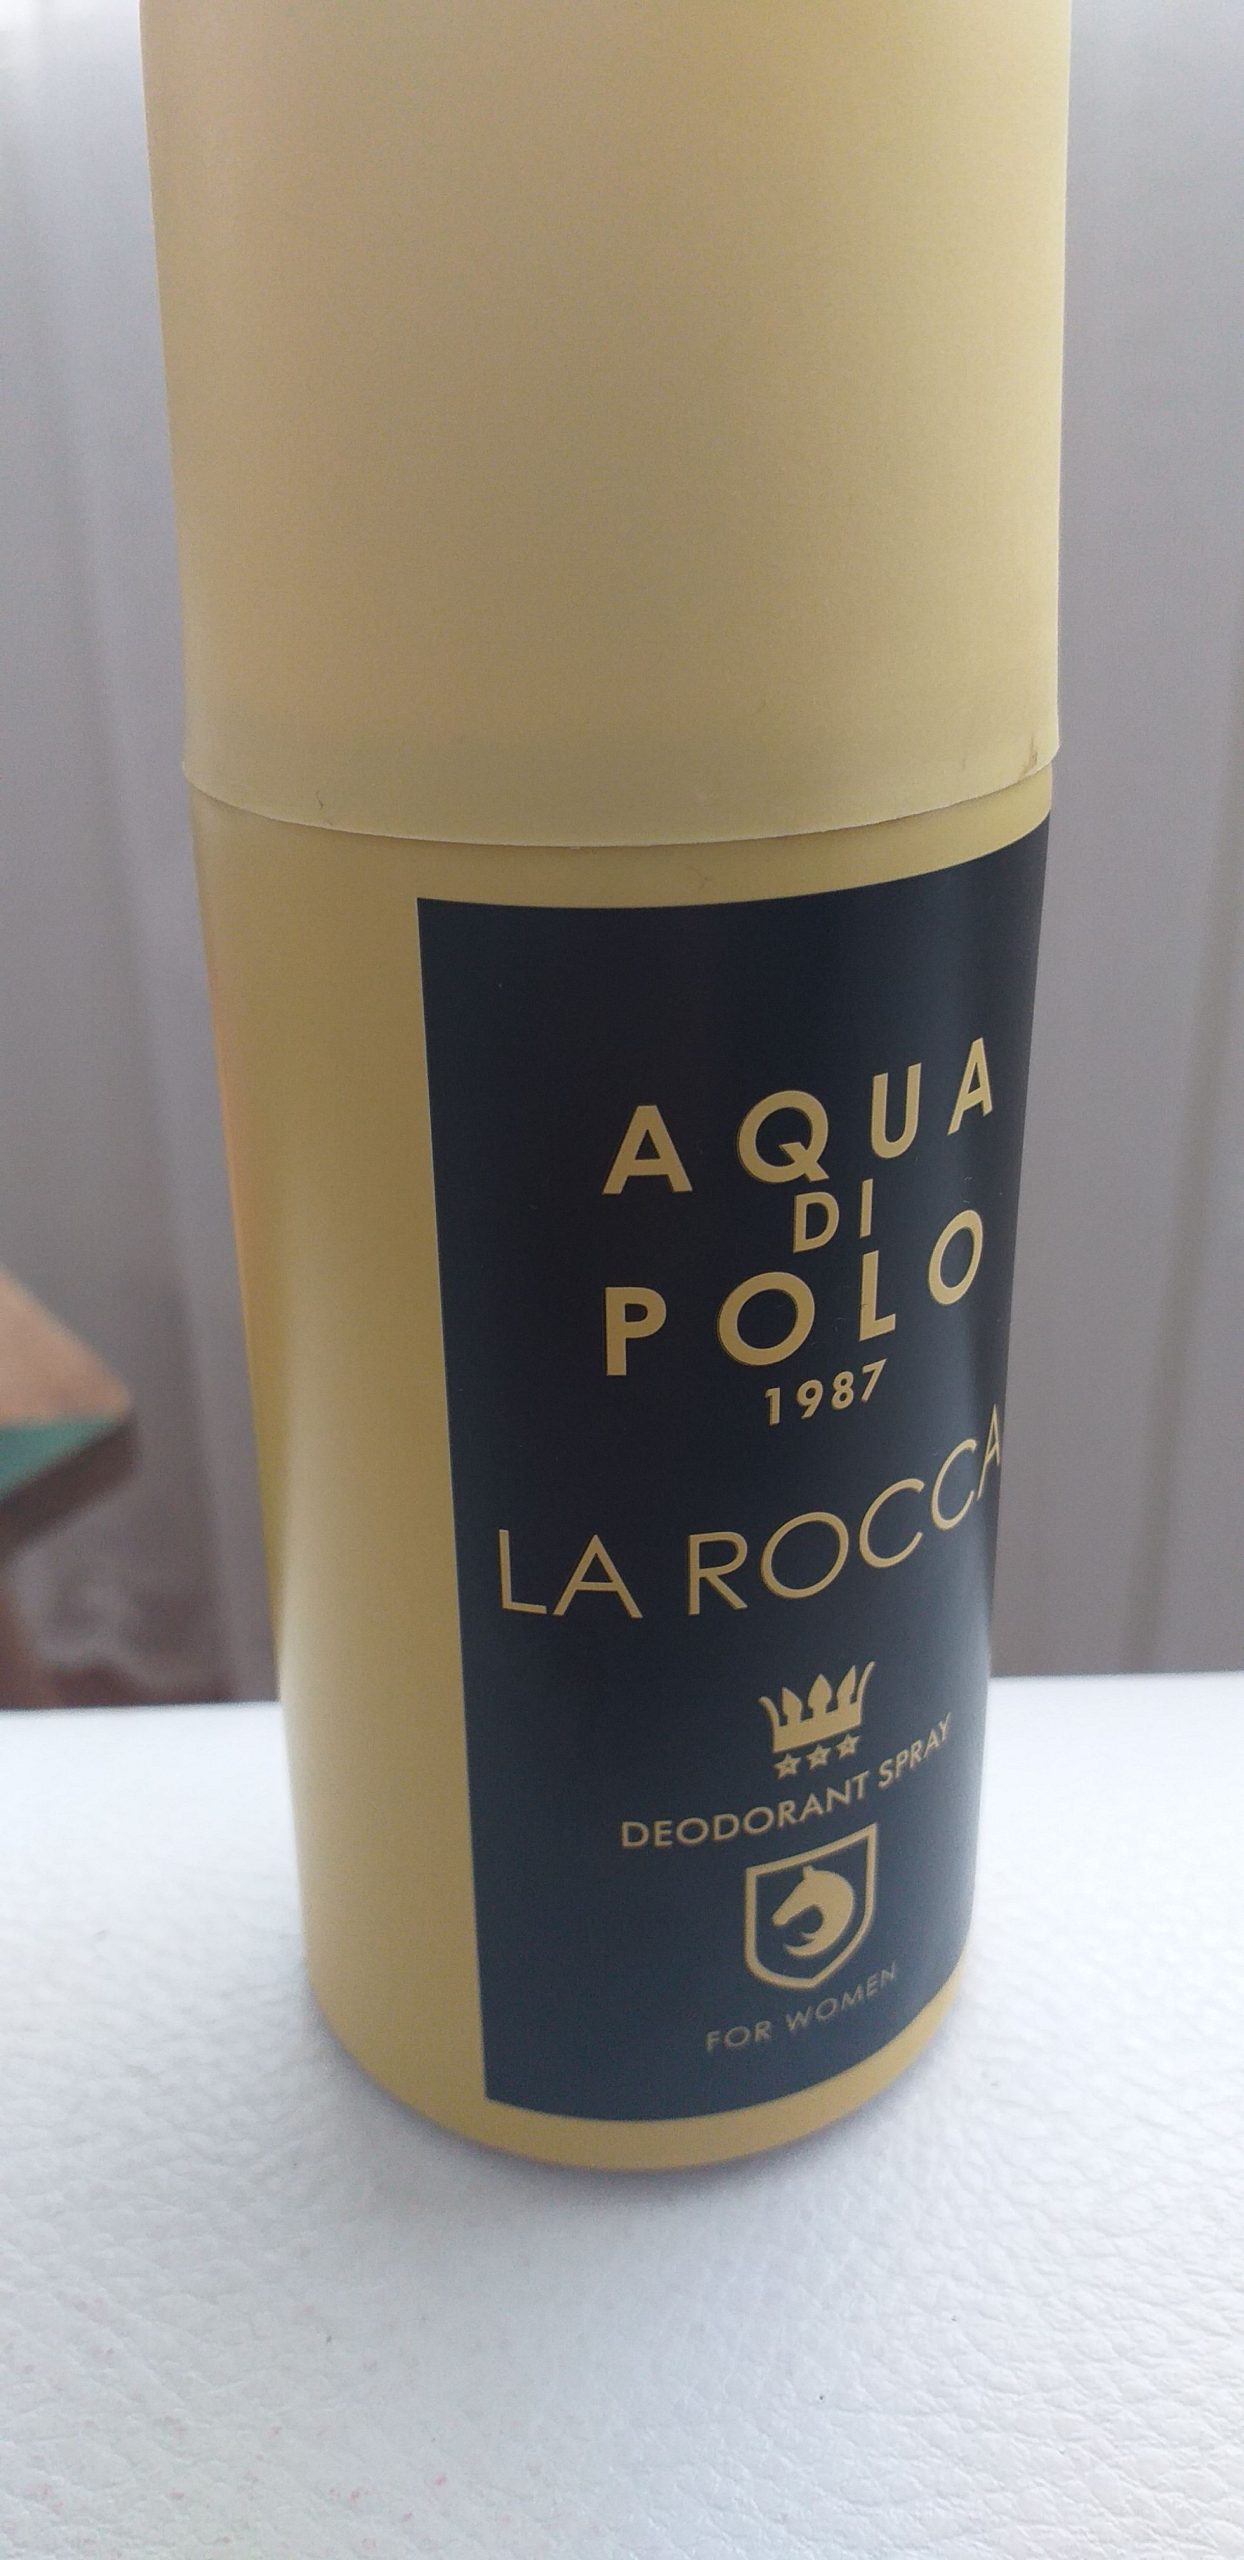 AQUA
DI
POLO
1987
LA ROCCA
DEODORANT SPRAY
FOR WOMEN